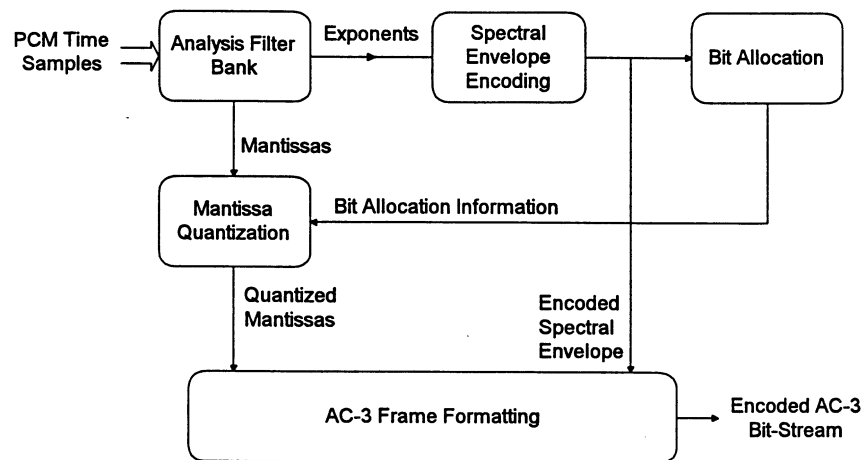 PCM Time
Samples
Analysis Filter
Bank
Exponents
Spectral
Envelope
Encoding
Bit Allocation
Mantissas
Mantissa
Quantization
Bit Allocation Information
Quantized
Mantissas
Encoded
Spectral
Envelope
AC-3 Frame Formatting
Encoded AC-3
Bit-Stream